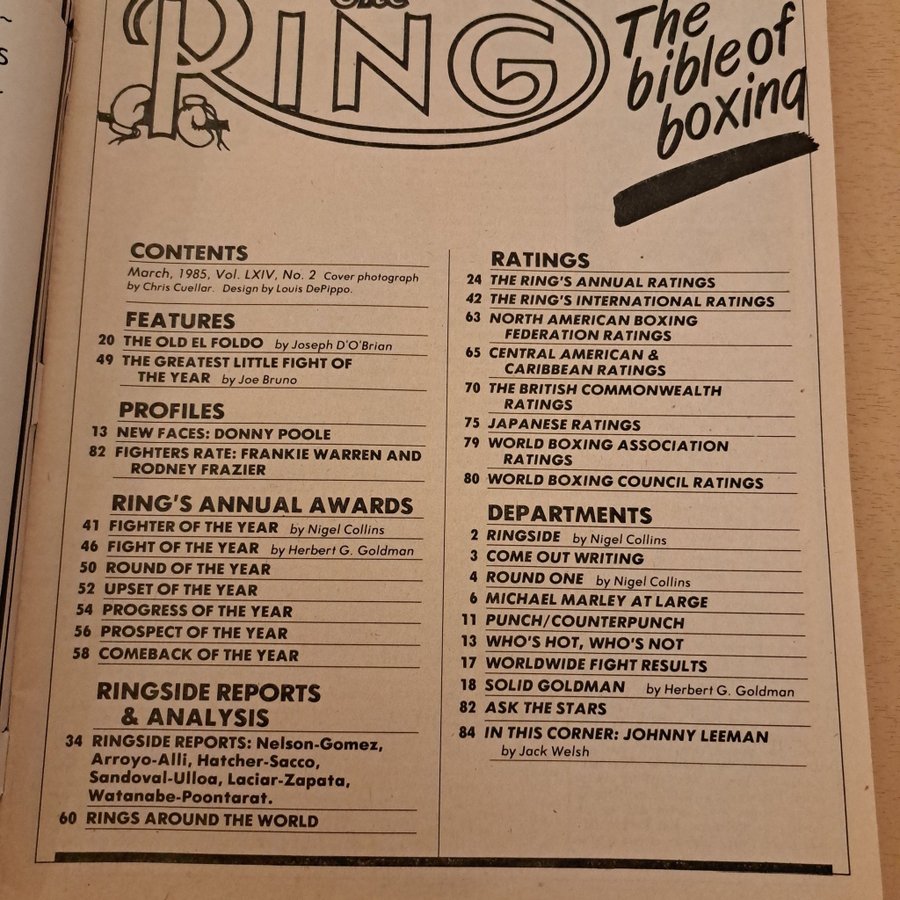 The
RING
The
bible of
boxing
CONTENTS
March, 1985, Vol. LXIV, No. 2 Cover photograph
by Chris Cuellar. Design by Louis DePippo.
FEATURES
20 THE OLD EL FOLDO by Joseph D'O'Brian
49 THE GREATEST LITTLE FIGHT OF
THE YEAR by Joe Bruno
PROFILES
13 NEW FACES: DONNY POOLE
82 FIGHTERS RATE: FRANKIE WARREN AND
RODNEY FRAZIER
RING'S ANNUAL AWARDS
41 FIGHTER OF THE YEAR by Nigel Collins
46 FIGHT OF THE YEAR by Herbert G. Goldman
50 ROUND OF THE YEAR
52 UPSET OF THE YEAR
54 PROGRESS OF THE YEAR
56 PROSPECT OF THE YEAR
58 COMEBACK OF THE YEAR
RINGSIDE REPORTS
& ANALYSIS
34 RINGSIDE REPORTS: Nelson-Gomez,
Arroyo-Alli, Hatcher-Sacco,
Sandoval-Ulloa, Laciar-Zapata,
Watanabe-Poontarat.
60 RINGS AROUND THE WORLD
RATINGS
24 THE RING'S ANNUAL RATINGS
42 THE RING'S INTERNATIONAL RATINGS
63 NORTH AMERICAN BOXING
FEDERATION RATINGS
65 CENTRAL AMERICAN &
CARIBBEAN RATINGS
70 THE BRITISH COMMONWEALTH
RATINGS
75 JAPANESE RATINGS
79 WORLD BOXING ASSOCIATION
RATINGS
80 WORLD BOXING COUNCIL RATINGS
DEPARTMENTS
2 RINGSIDE by Nigel Collins
3 COME OUT WRITING
4 ROUND ONE by Nigel Collins
6 MICHAEL MARLEY AT LARGE
11 PUNCH/COUNTERPUNCH
13 WHO'S HOT, WHO'S NOT
17 WORLDWIDE FIGHT RESULTS
18 SOLID GOLDMAN by Herbert G. Goldman
82 ASK THE STARS
84 IN THIS CORNER: JOHNNY LEEMAN
by Jack Welsh